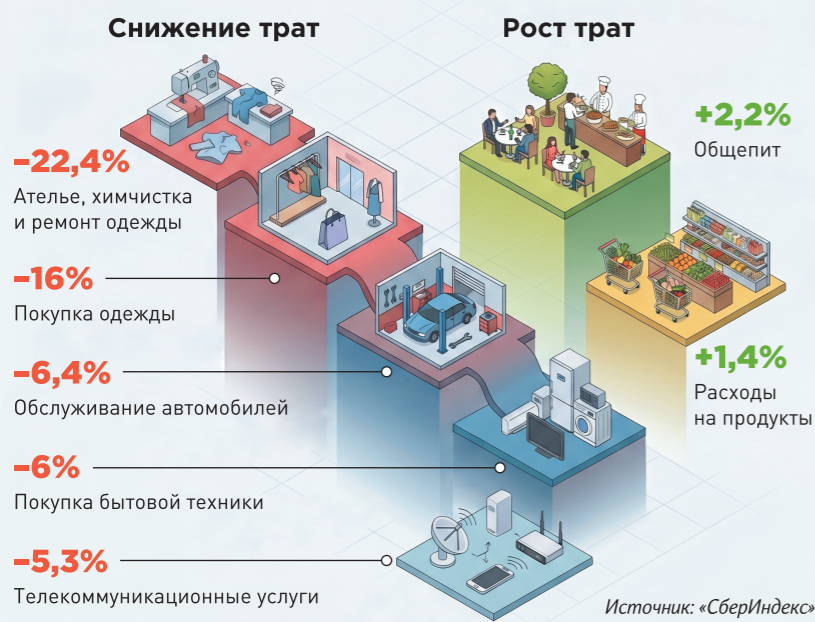 Снижение трат
–22,4%
Ателье, химчистка
и ремонт одежды
–16%
Покупка одежды
–6,4%
Обслуживание автомобилей
–6%
Покупка бытовой техники
–5,3%
Телекоммуникационные услуги
Рост трат
+2,2%
Общепит
+1,4%
Расходы
на продукты
Источник: «СберИндекс»